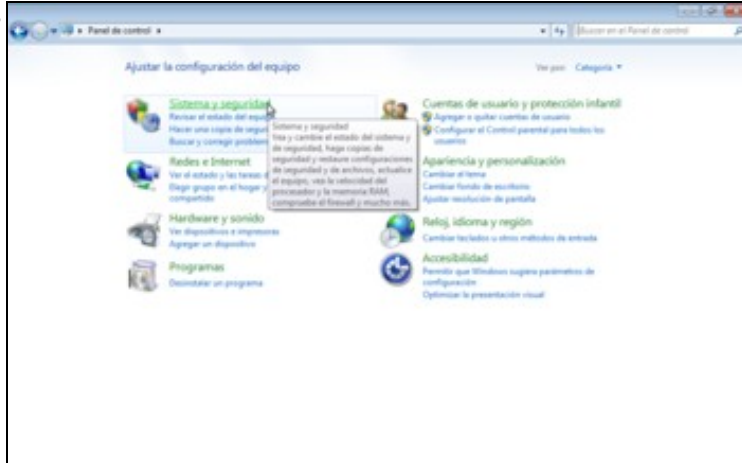 Panel de control
Buscar en el Panel de control
Ajustar la configuración del equipo
Ver por: Categoría
Sistema y seguridad
Revisar el estado del
Hacer una copia de
Buscar y corregir
Sistema y seguridad
Vea y cambie el estado del sistema y
de seguridad, haga copias de
seguridad y restaure configuraciones
de seguridad y de archivos, actualice
el equipo, vea la velocidad del
procesador y la memoria RAM,
compruebe el firewall y mucho más.
Redes e Internet
Ver el estado y las tareas
Elegir grupo en el hogar y
compartido
Hardware y sonido
Ver dispositivos e impresoras
Agregar un dispositivo
Programas
Desinstalar un programa
Cuentas de usuario y protección infantil
Agregar o quitar cuentas de usuario
Configurar el Control parental para todos los
usuarios
Apariencia y personalización
Cambiar el tema
Cambiar fondo de escritorio
Ajustar resolución de pantalla
Reloj, idioma y región
Cambiar teclados u otros métodos de entrada
Accesibilidad
Permitir que Windows sugiera parámetros de
configuración
Optimizar la presentación visual